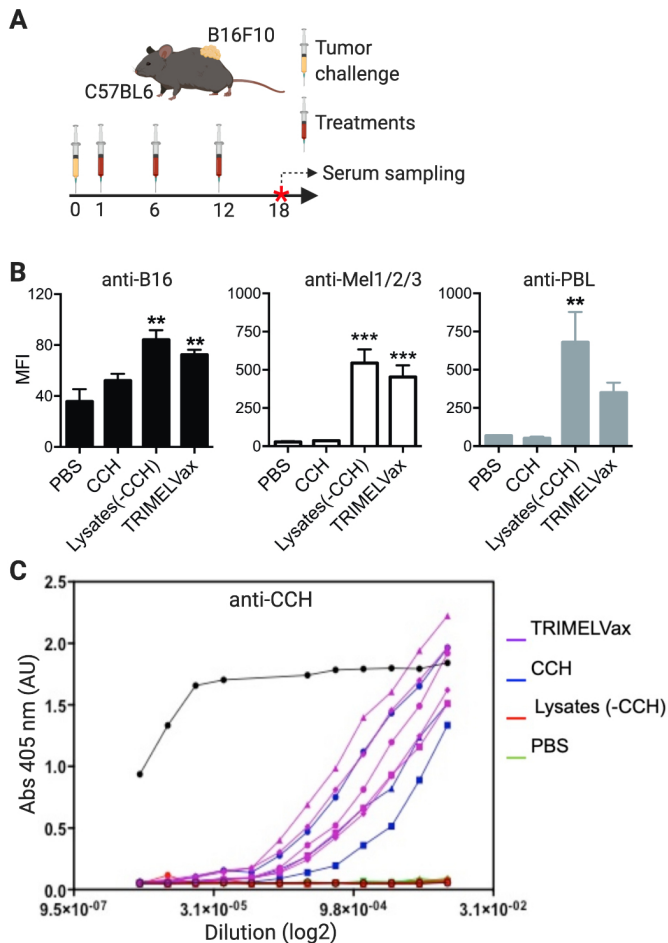 A
B16F10
C57BL6
Tumor
challenge
Treatments
Serum sampling
0 1 6 12 18
B
anti-B16
anti-Mel1/2/3
anti-PBL
MFI
120
80
40
0
** **
PBS
CCH
Lysates(-CCH)
TRIMELVax
1000
750
500
250
0
*** ***
PBS
CCH
Lysates(-CCH)
TRIMELVax
1000
750
500
250
0
**
PBS
CCH
Lysates(-CCH)
TRIMELVax
C
anti-CCH
Abs 405 nm (AU)
2.5
2.0
1.5
1.0
0.5
0.0
9.5×10⁻⁰⁷ 3.1×10⁻⁰⁵ 9.8×10⁻⁰⁴ 3.1×10⁻⁰²
Dilution (log2)
TRIMELVax
CCH
Lysates (-CCH)
PBS